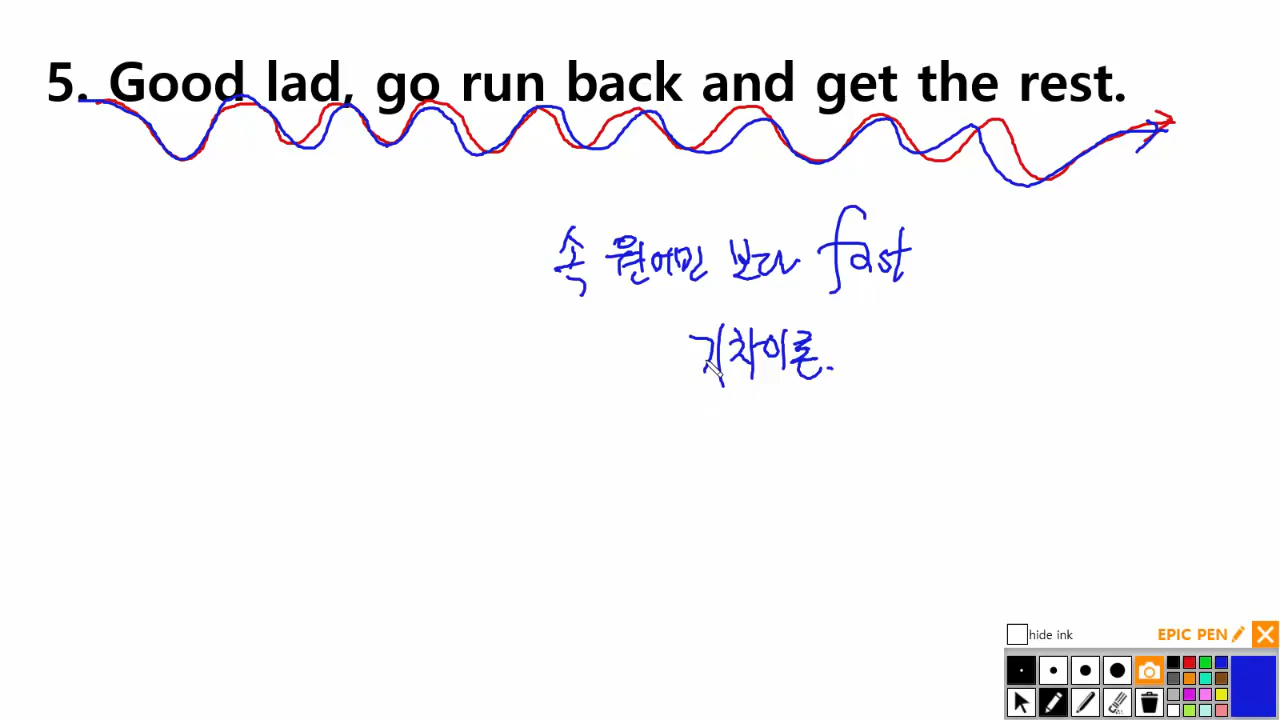 5. Good lad, go run back and get the rest.
속 원어민 보다 fast
기차이론.
hide ink
EPIC PEN